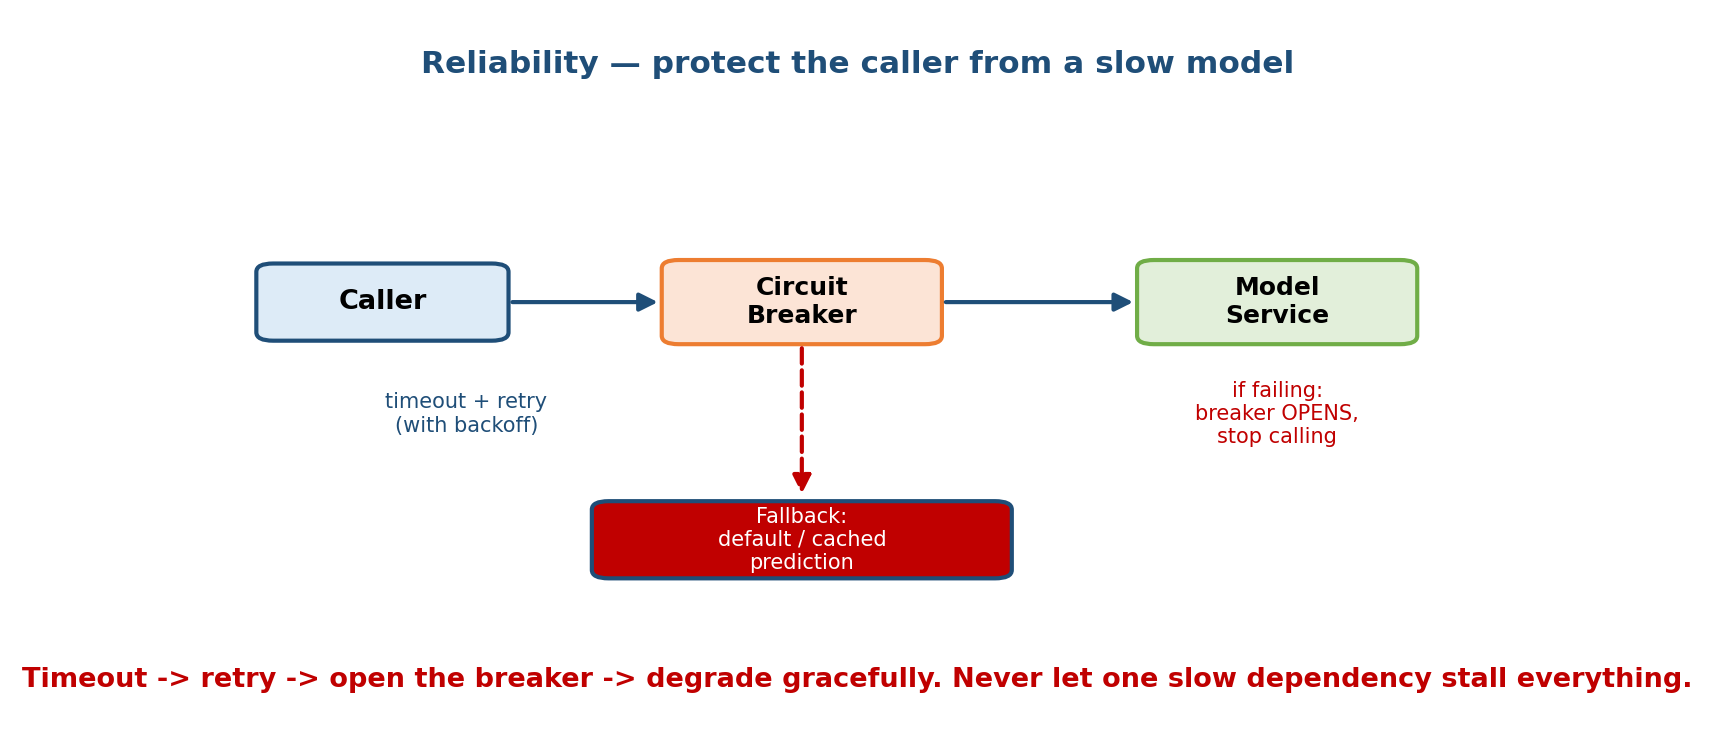 Reliability — protect the caller from a slow model
Caller
Circuit
Breaker
Model
Service
timeout + retry
(with backoff)
if failing:
breaker OPENS,
stop calling
Fallback:
default / cached
prediction
Timeout -> retry -> open the breaker -> degrade gracefully. Never let one slow dependency stall everything.